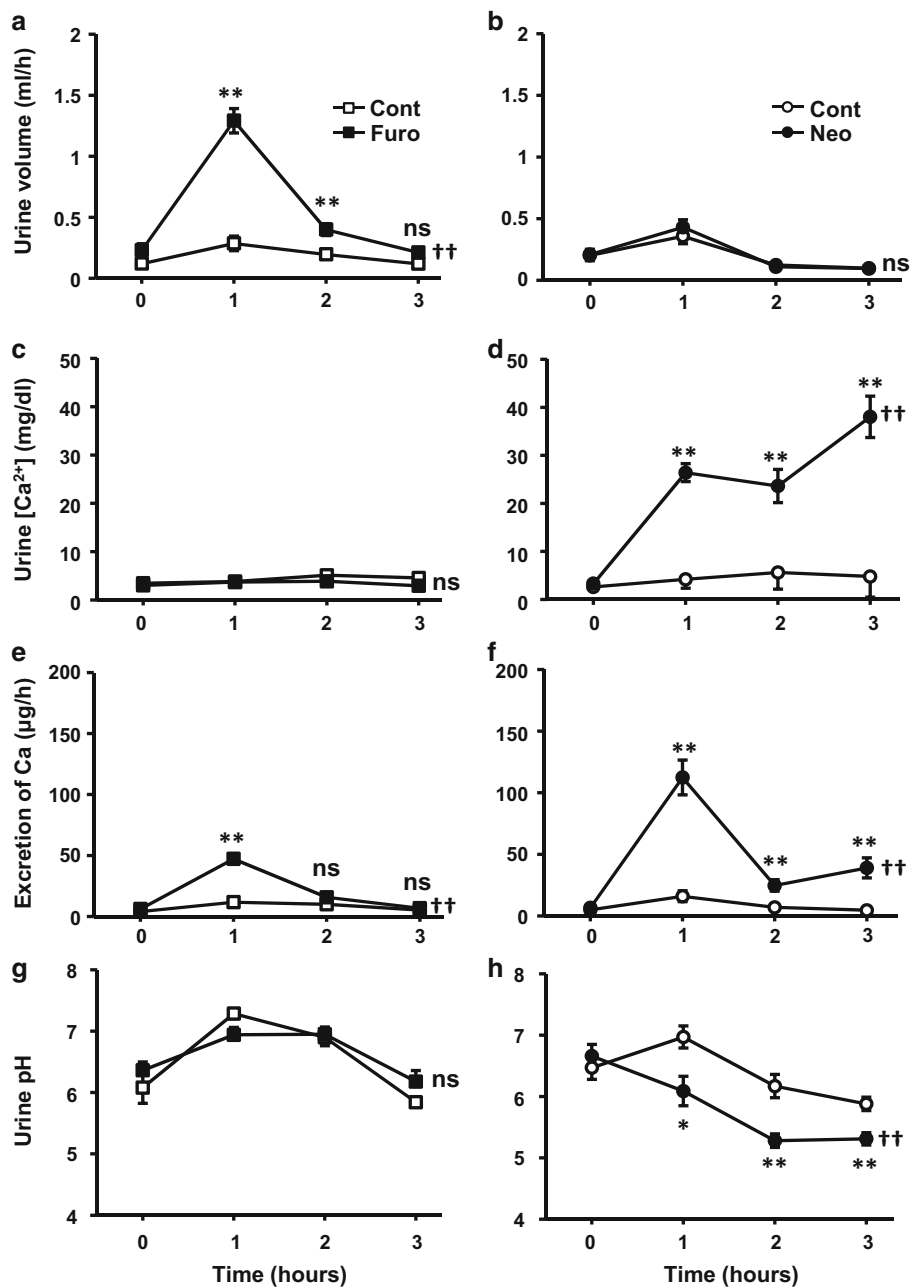 a
Urine volume (ml/h)
2
1.5
1
0.5
0
**
**
ns
††
Cont
Furo
0 1 2 3
b
2
1.5
1
0.5
0
Cont
Neo
ns
0 1 2 3
c
Urine [Ca²⁺] (mg/dl)
50
40
30
20
10
0
ns
0 1 2 3
d
50
40
30
20
10
0
**
**
**
††
0 1 2 3
e
Excretion of Ca (µg/h)
200
150
100
50
0
**
ns
ns
††
0 1 2 3
f
200
150
100
50
0
**
**
**
††
0 1 2 3
g
Urine pH
8
7
6
5
4
ns
0 1 2 3
Time (hours)
h
8
7
6
5
4
*
**
**
††
0 1 2 3
Time (hours)